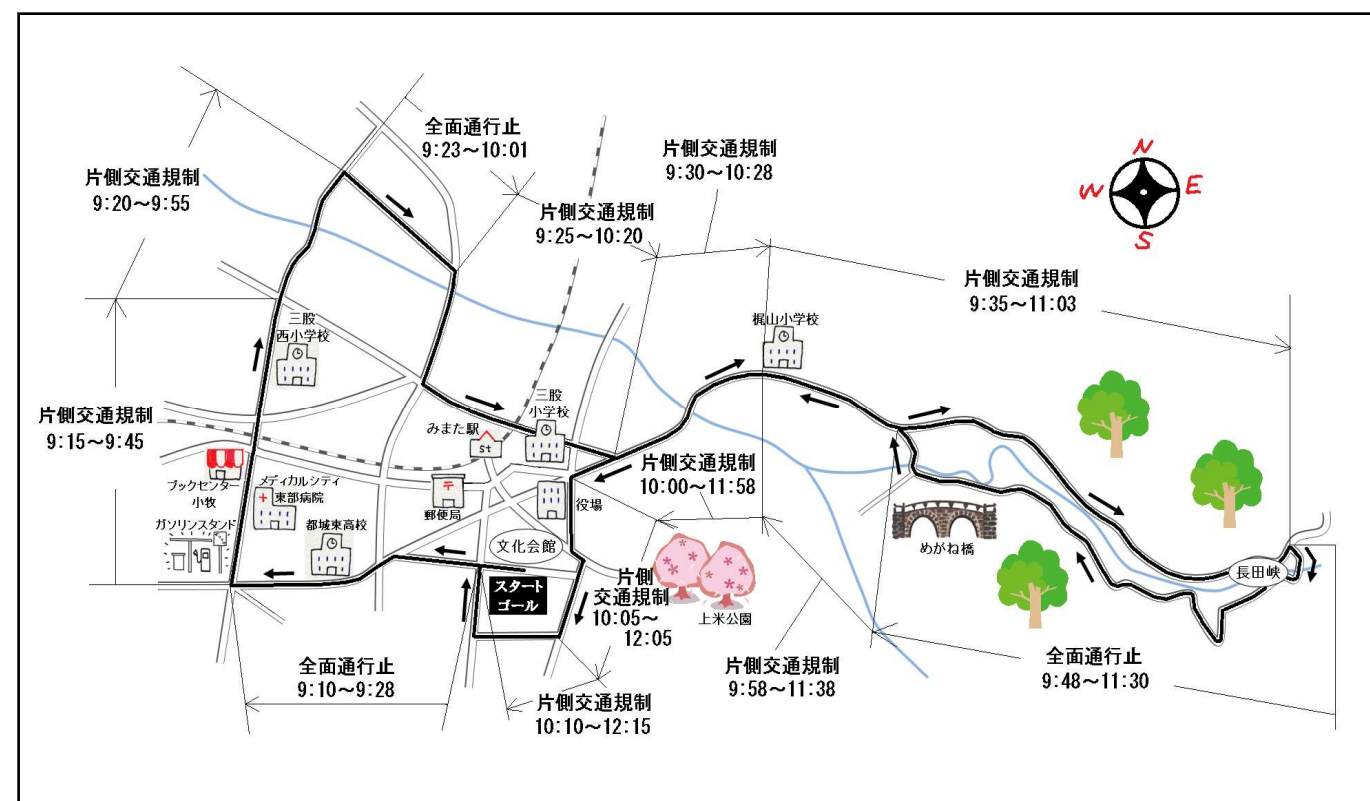 全面通行止
9:23～10:01
片側交通規制
9:30～10:28
N
W
E
S
片側交通規制
9:20～9:55
片側交通規制
9:25～10:20
片側交通規制
9:35～11:03
三股
西小学校
梶山小学校
三股
小学校
みまた駅
st
片側交通規制
9:15～9:45
片側交通規制
10:00～11:58
ブックセンター
小牧
メディカルシティ
東部病院
〒
郵便局
役場
ガソリンスタンド
都城東高校
文化会館
めがね橋
スタート
ゴール
長田峡
片側
交通規制
10:05～
12:05
上米公園
全面通行止
9:10～9:28
片側交通規制
9:58～11:38
全面通行止
9:48～11:30
片側交通規制
10:10～12:15